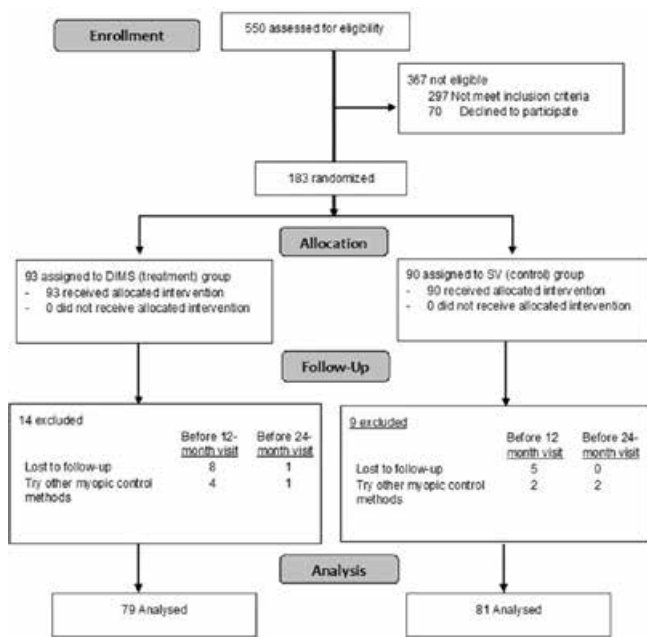 550 assessed for eligibility
Enrollment
367 not eligible
297 Not meet inclusion criteria
70 Declined to participate
183 randomized
Allocation
93 assigned to DIMS (treatment) group
- 93 received allocated intervention
- 0 did not receive allocated intervention
90 assigned to SV (control) group
- 90 received allocated intervention
- 0 did not receive allocated intervention
Follow-Up
14 excluded
Before 12- Before 24-
month visit month visit
Lost to follow-up 8 1
Try other myopic control 4 1
methods
9 excluded
Before 12 Before 24-
month visit month visit
Lost to follow-up 5 0
Try other myopic control 2 2
methods
Analysis
79 Analysed
81 Analysed